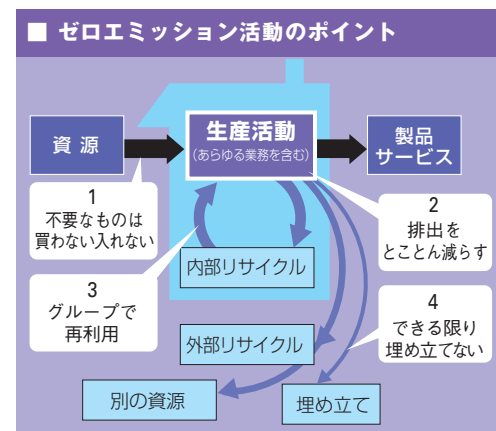 ■ ゼロエミッション活動のポイント
資 源
生産活動
(あらゆる業務を含む)
製品
サービス
1
不要なものは
買わない入れない
2
排出を
とことん減らす
内部リサイクル
3
グループで
再利用
4
できる限り
埋め立てない
外部リサイクル
別の資源
埋め立て